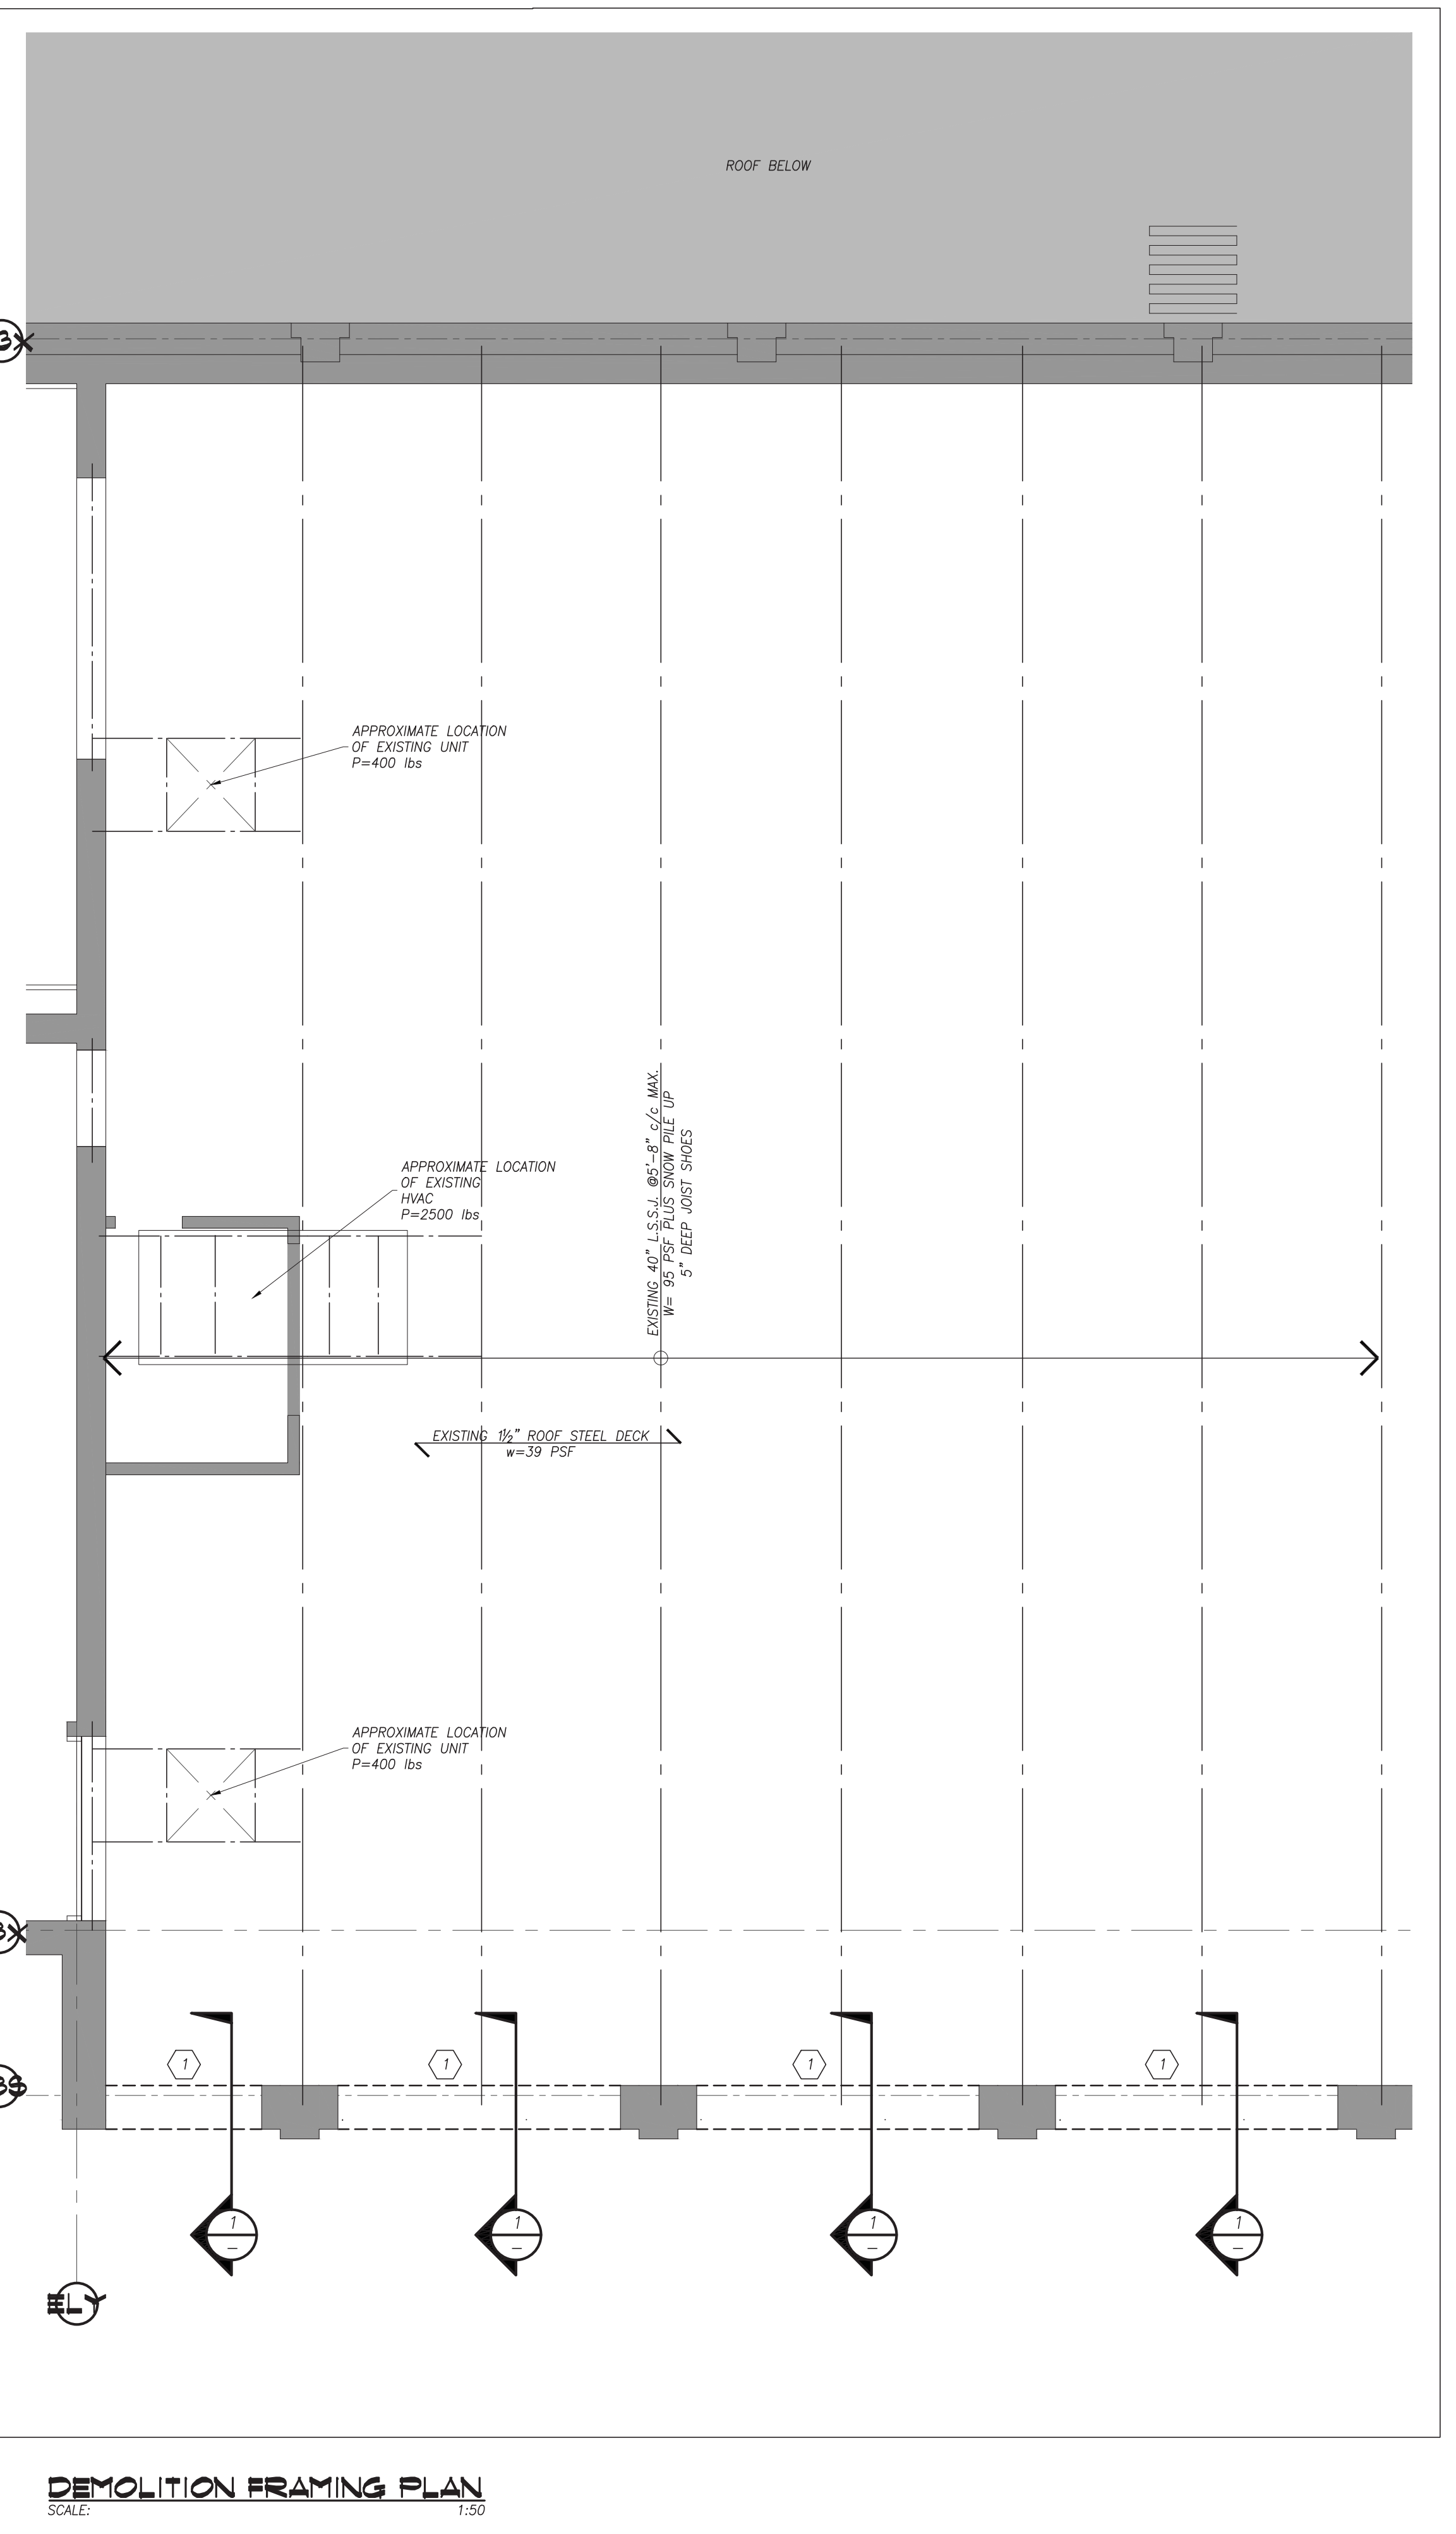 ROOF BELOW
APPROXIMATE LOCATION
OF EXISTING UNIT
P=400 lbs
APPROXIMATE LOCATION
OF EXISTING
HVAC
P=2500 lbs
EXISTING 40" L.S.S.J. @5'-8" c/c MAX.
W= 95 PSF PLUS SNOW PILE UP
5" DEEP JOIST SHOES
EXISTING 1½" ROOF STEEL DECK
w=39 PSF
APPROXIMATE LOCATION
OF EXISTING UNIT
P=400 lbs
1
1
1
1
1
–
1
–
1
–
1
–
DEMOLITION FRAMING PLAN
SCALE: 1:50